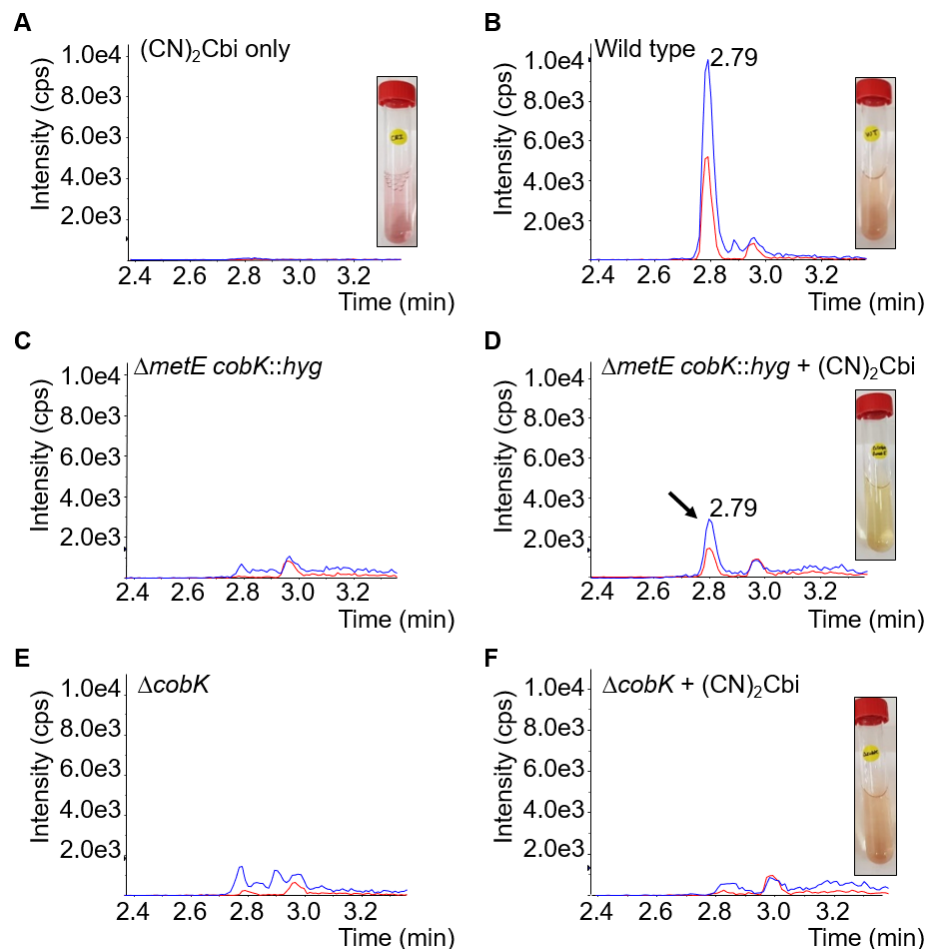 A
(CN)₂Cbi only
Intensity (cps)
1.0e4
8.0e3
6.0e3
4.0e3
2.0e3
2.4 2.6 2.8 3.0 3.2
Time (min)
B
Wild type
2.79
Intensity (cps)
1.0e4
8.0e3
6.0e3
4.0e3
2.0e3
2.4 2.6 2.8 3.0 3.2
Time (min)
C
ΔmetE cobK::hyg
Intensity (cps)
1.0e4
8.0e3
6.0e3
4.0e3
2.0e3
2.4 2.6 2.8 3.0 3.2
Time (min)
D
ΔmetE cobK::hyg + (CN)₂Cbi
2.79
Intensity (cps)
1.0e4
8.0e3
6.0e3
4.0e3
2.0e3
2.4 2.6 2.8 3.0 3.2
Time (min)
E
ΔcobK
Intensity (cps)
1.0e4
8.0e3
6.0e3
4.0e3
2.0e3
2.4 2.6 2.8 3.0 3.2
Time (min)
F
ΔcobK + (CN)₂Cbi
Intensity (cps)
1.0e4
8.0e3
6.0e3
4.0e3
2.0e3
2.4 2.6 2.8 3.0 3.2
Time (min)